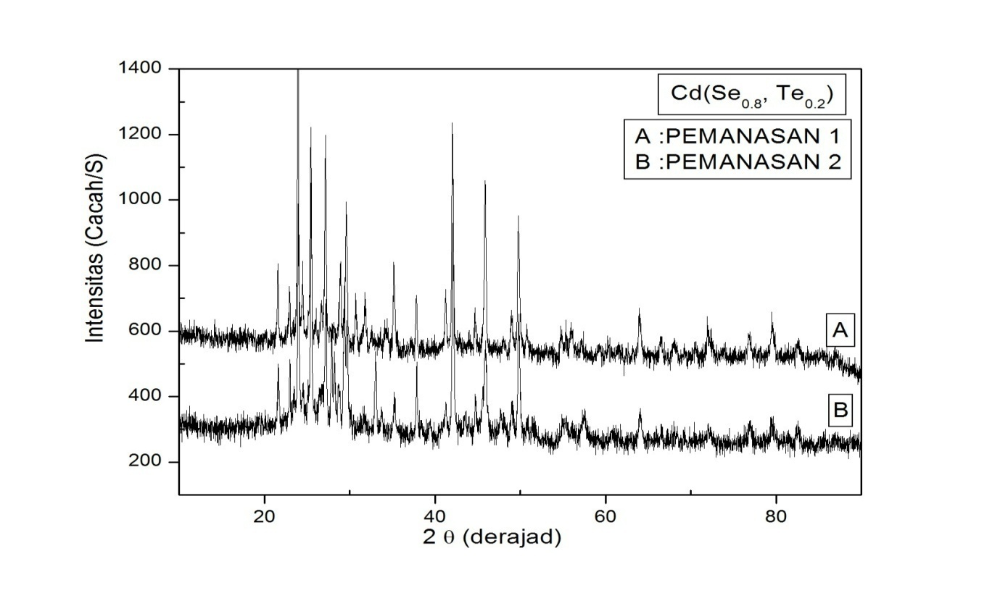 1400
1200
1000
800
600
400
200
Intensitas (Cacah/S)
Cd(Se0.8, Te0.2)
A :PEMANASAN 1
B :PEMANASAN 2
A
B
20 40 60 80
2 θ (derajad)